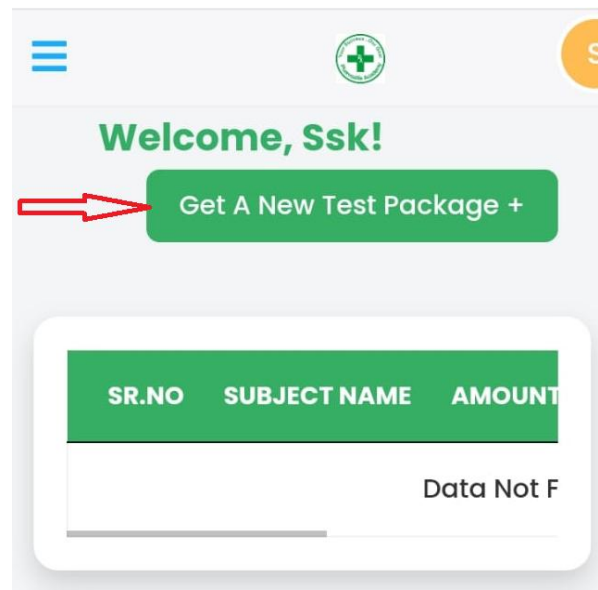 S
Welcome, Ssk!
Get A New Test Package +
SR.NO SUBJECT NAME AMOUNT
Data Not F